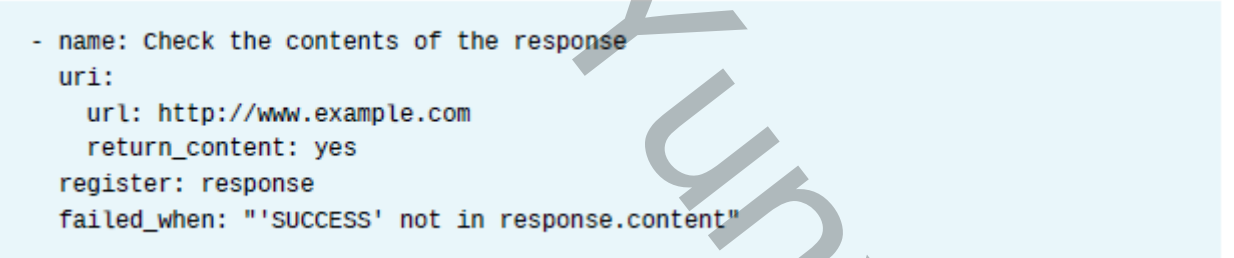 - name: Check the contents of the response
  uri:
    url: http://www.example.com
    return_content: yes
  register: response
  failed_when: "'SUCCESS' not in response.content"
Yun